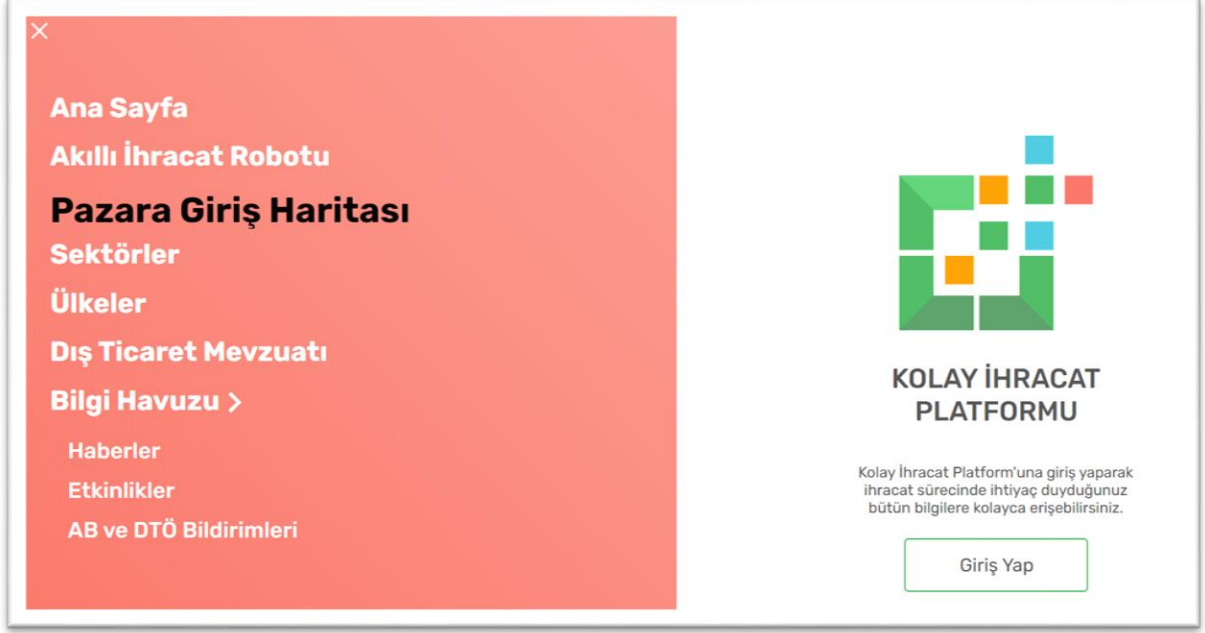 Ana Sayfa
Akıllı İhracat Robotu
Pazara Giriş Haritası
Sektörler
Ülkeler
Dış Ticaret Mevzuatı
Bilgi Havuzu >
Haberler
Etkinlikler
AB ve DTÖ Bildirimleri
KOLAY İHRACAT
PLATFORMU
Kolay İhracat Platform'una giriş yaparak
ihracat sürecinde ihtiyaç duyduğunuz
bütün bilgilere kolayca erişebilirsiniz.
Giriş Yap